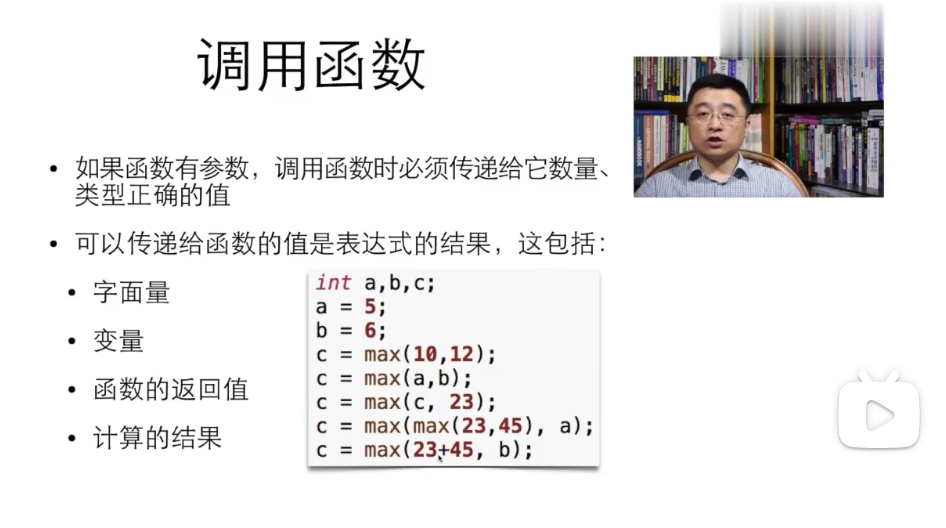 调用函数
• 如果函数有参数，调用函数时必须传递给它数量、
类型正确的值
• 可以传递给函数的值是表达式的结果，这包括：
• 字面量
• 变量
• 函数的返回值
• 计算的结果
int a,b,c;
a = 5;
b = 6;
c = max(10,12);
c = max(a,b);
c = max(c, 23);
c = max(max(23,45), a);
c = max(23+45, b);